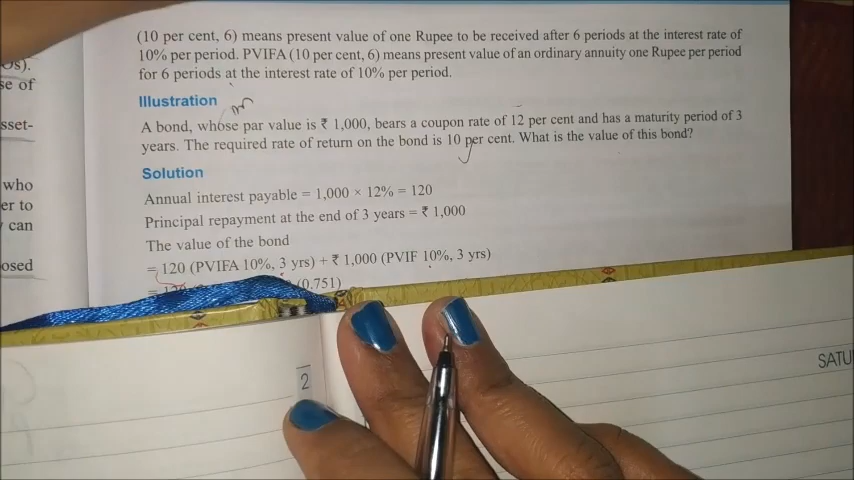 (10 per cent, 6) means present value of one Rupee to be received after 6 periods at the interest rate of
10% per period. PVIFA (10 per cent, 6) means present value of an ordinary annuity one Rupee per period
for 6 periods at the interest rate of 10% per period.
Illustration
A bond, whose par value is ₹ 1,000, bears a coupon rate of 12 per cent and has a maturity period of 3
years. The required rate of return on the bond is 10 per cent. What is the value of this bond?
Solution
Annual interest payable = 1,000 × 12% = 120
Principal repayment at the end of 3 years = ₹ 1,000
The value of the bond
= 120 (PVIFA 10%, 3 yrs) + ₹ 1,000 (PVIF 10%, 3 yrs)
(0.751)
se of
sset-
who
er to
can
osed
2
SATU